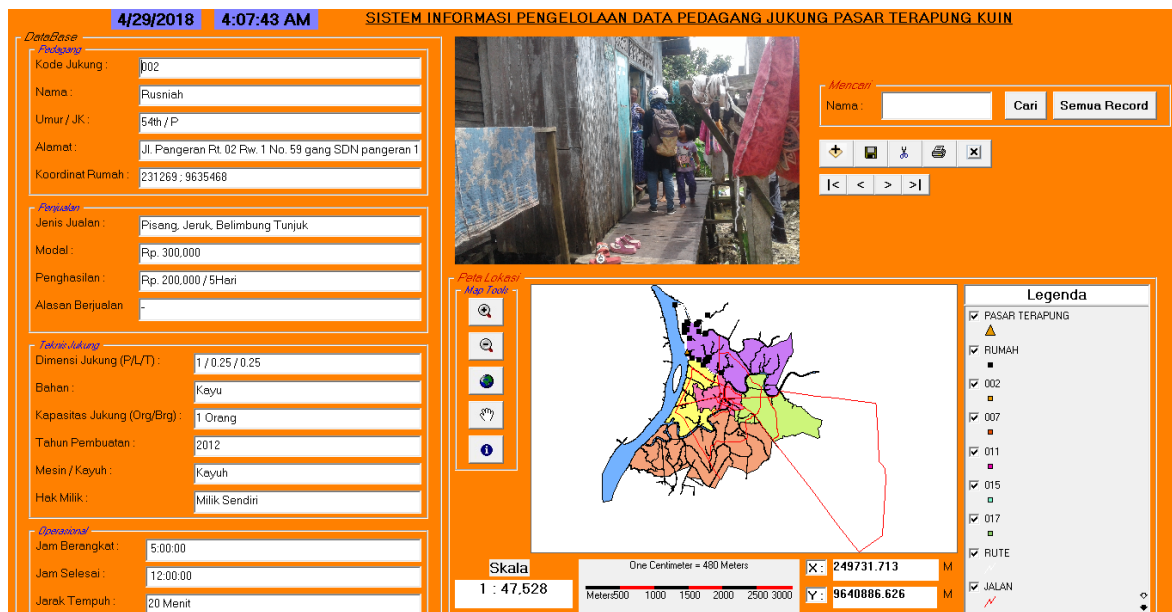 4/29/2018 4:07:43 AM SISTEM INFORMASI PENGELOLAAN DATA PEDAGANG JUKUNG PASAR TERAPUNG KUIN
DataBase
Pedagang
Kode Jukung : 002
Nama : Rusniah
Umur / JK : 54th / P
Alamat : Jl. Pangeran Rt. 02 Rw. 1 No. 59 gang SDN pangeran 1
Koordinat Rumah : 231269 ; 9635468
Penjualan
Jenis Jualan : Pisang, Jeruk, Belimbung Tunjuk
Modal : Rp. 300,000
Penghasilan : Rp. 200,000 / 5Hari
Alasan Berjualan -
Teknis Jukung
Dimensi Jukung (P/L/T) : 1 / 0.25 / 0.25
Bahan : Kayu
Kapasitas Jukung (Org/Brg) : 1 Orang
Tahun Pembuatan : 2012
Mesin / Kayuh : Kayuh
Hak Milik : Milik Sendiri
Operasional
Jam Berangkat : 5:00:00
Jam Selesai : 12:00:00
Jarak Tempuh : 20 Menit
Mencari
Nama : Cari Semua Record
|< < > >|
Peta Lokasi
Map Tools
Legenda
PASAR TERAPUNG
RUMAH
002
007
011
015
017
RUTE
JALAN
Skala
1 : 47,528
One Centimeter = 480 Meters
Meters500 1000 1500 2000 2500 3000
X : 249731.713 M
Y : 9640886.626 M